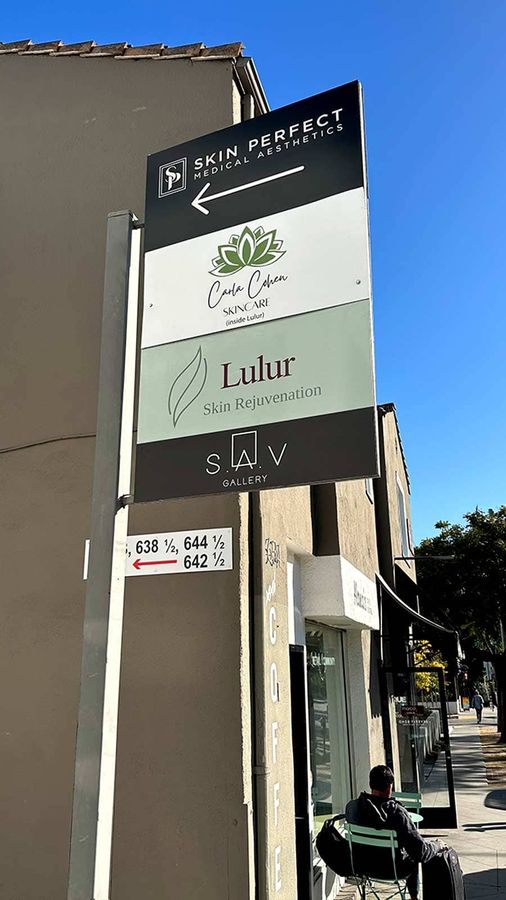 SKIN PERFECT
MEDICAL AESTHETICS
Carla Cohen
SKINCARE
(inside Lulur)
Lulur
Skin Rejuvenation
S.A.V
GALLERY
638 ½, 644 ½
642 ½
COFFEE